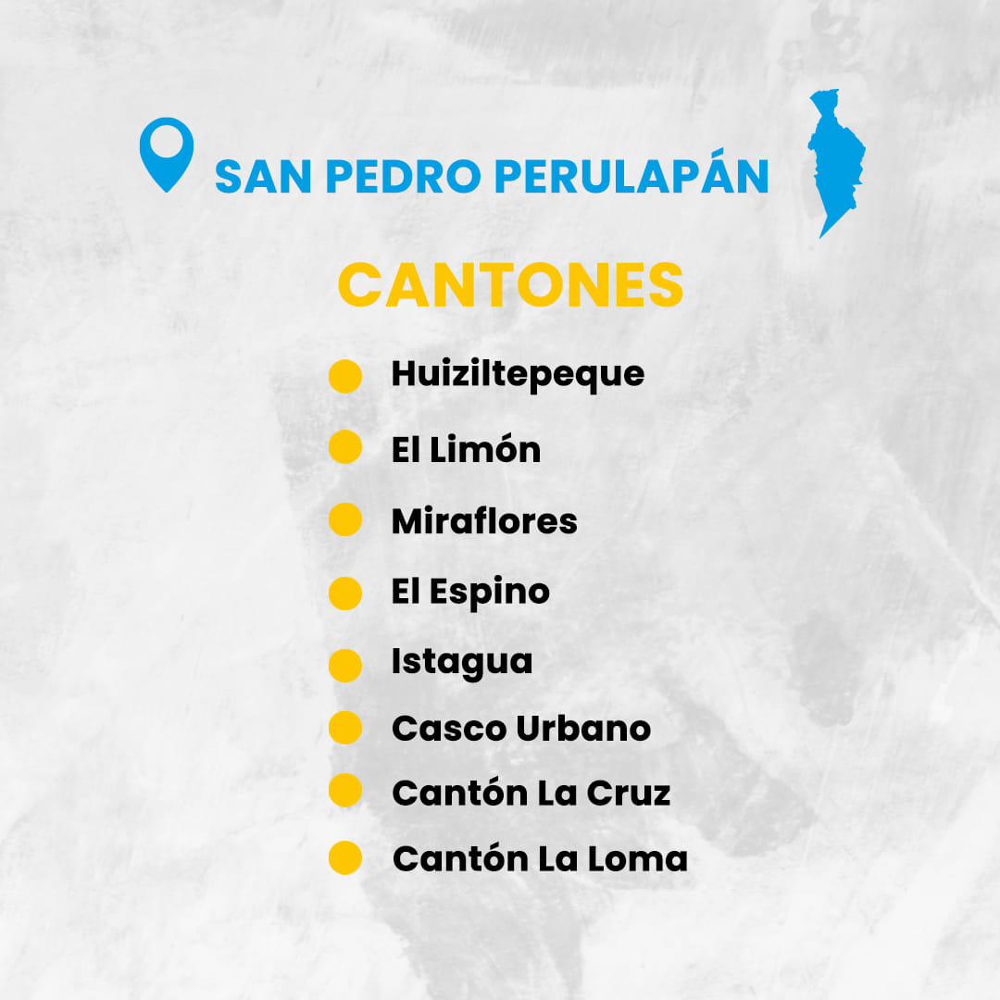 SAN PEDRO PERULAPÁN
CANTONES
Huiziltepeque
El Limón
Miraflores
El Espino
Istagua
Casco Urbano
Cantón La Cruz
Cantón La Loma